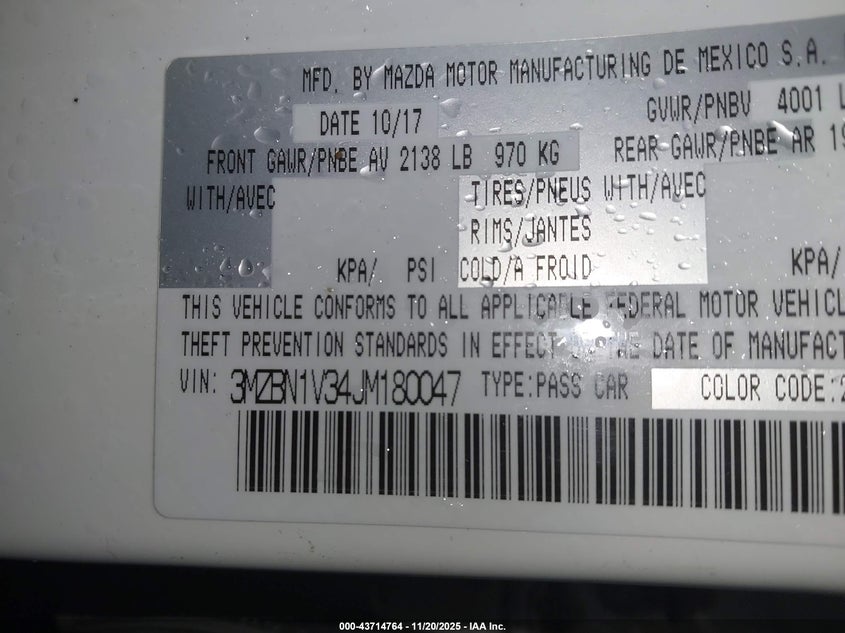 MFD. BY MAZDA MOTOR MANUFACTURING DE MEXICO S.A.
DATE 10/17 GVWR/PNBV 4001 L
FRONT GAWR/PNBE AV 2138 LB 970 KG REAR GAWR/PNBE AR 19
WITH/AVEC TIRES/PNEUS WITH/AVEC
RIMS/JANTES
KPA/ PSI COLD/A FROID KPA/
THIS VEHICLE CONFORMS TO ALL APPLICABLE FEDERAL MOTOR VEHICL
THEFT PREVENTION STANDARDS IN EFFECT ON THE DATE OF MANUFACT
VIN: 3MZBN1V34JM180047 TYPE:PASS CAR COLOR CODE:2
000-43714764 - 11/20/2025 - IAA Inc.